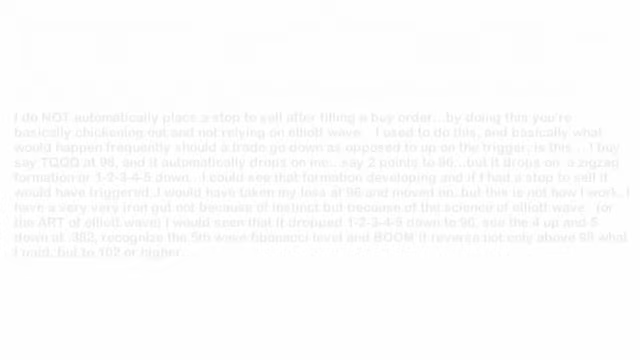 I do NOT automatically place a stop to sell after filling a buy order...by doing this you're
basically chickening out and not relying on elliott wave. I used to do this, and basically what
would happen frequently should a trade go down as opposed to up on the trigger, is this....I buy
say TQQQ at 98, and it automatically drops on me...say 2 points to 96...but it drops on a zigzag
formation or 1-2-3-4-5 down. I could see that formation developing and if I had a stop to sell it
would have triggered..I would have taken my loss at 96 and moved on..but this is not how I work. I
have a very very iron gut not because of instinct but because of the science of elliott wave (or
the ART of elliott wave) I would seen that it dropped 1-2-3-4-5 down to 96, see the 4 up and 5
down at .382, recognize the 5th wave fibonacci level and BOOM it reverses not only above 98 what
I paid, but to 102 or higher...